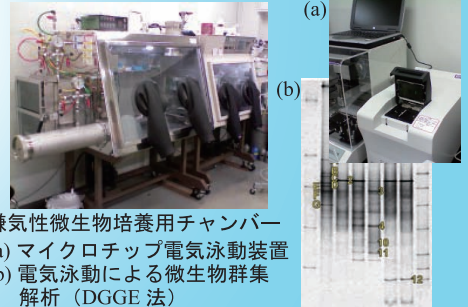 (a)
(b)
嫌気性微生物培養用チャンバー
a) マイクロチップ電気泳動装置
b) 電気泳動による微生物群集
解析（DGGE 法）
4
10
11
12